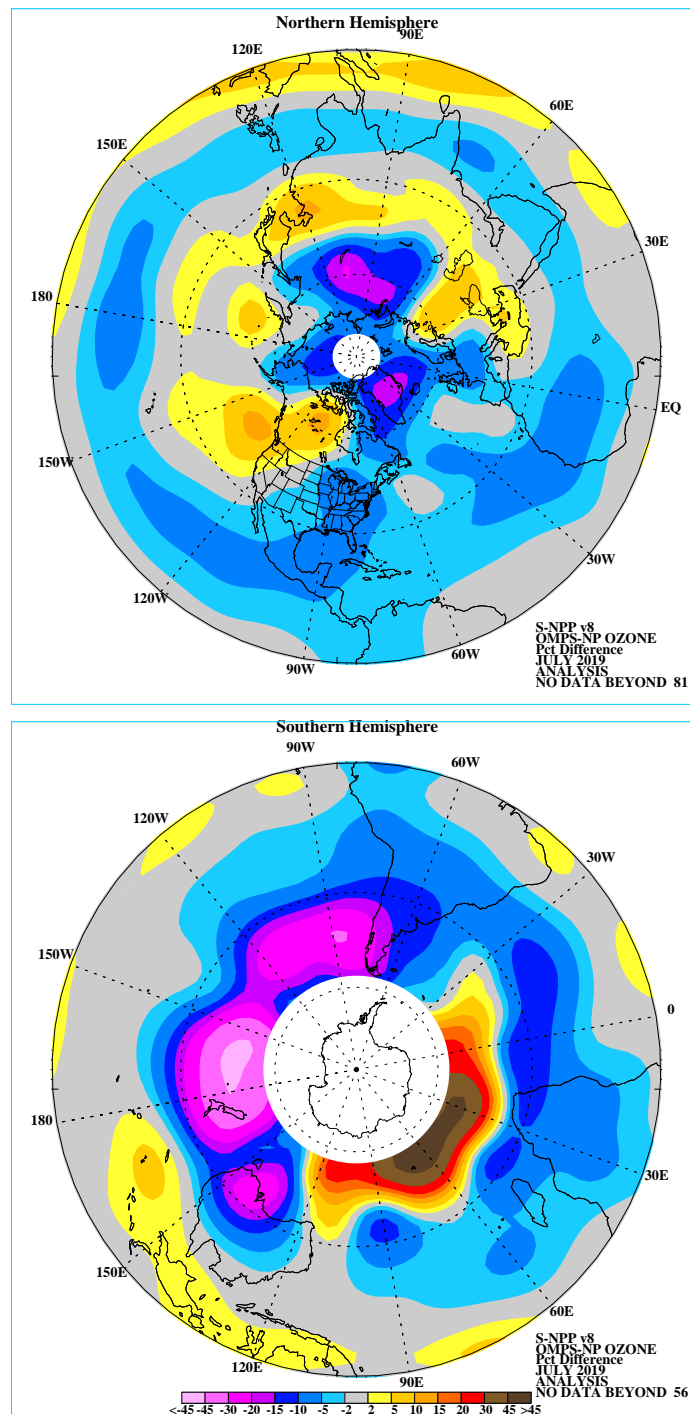 Northern Hemisphere
90E
120E
60E
150E
30E
180
EQ
150W
30W
120W
60W
90W
S-NPP v8
OMPS-NP OZONE
Pct Difference
JULY 2019
ANALYSIS
NO DATA BEYOND 81
Southern Hemisphere
90W
60W
120W
30W
150W
0
180
30E
150E
60E
120E
90E
S-NPP v8
OMPS-NP OZONE
Pct Difference
JULY 2019
ANALYSIS
NO DATA BEYOND 56
<-45 -45 -30 -20 -15 -10 -5 -2 2 5 10 15 20 30 45 >45